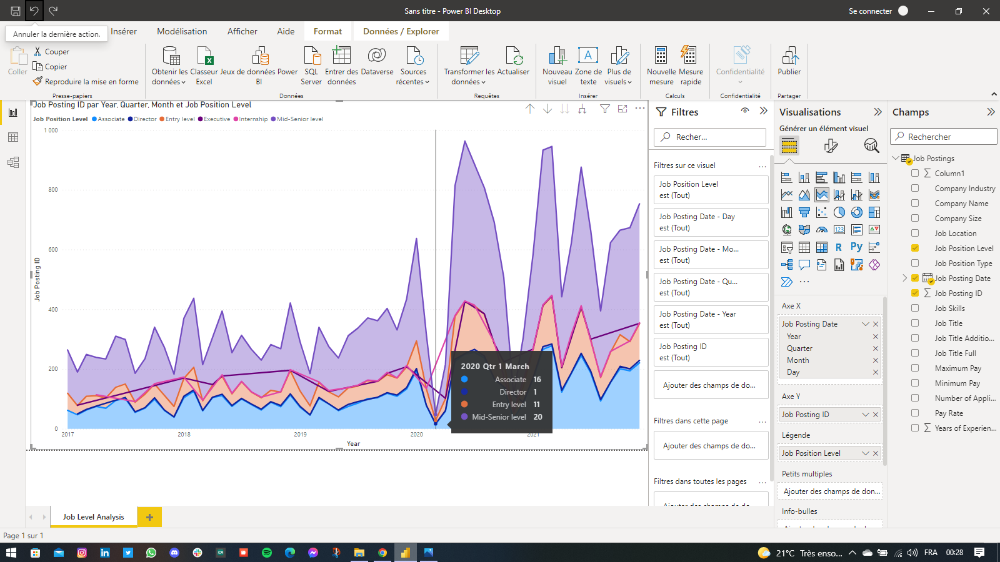 Sans titre - Power BI Desktop
Se connecter
Annuler la dernière action.
Insérer
Modélisation
Afficher
Aide
Format
Données / Explorer
Coller
Couper
Copier
Reproduire la mise en forme
Presse-papiers
Obtenir les données
Classeur Excel
Jeux de données Power BI
SQL Server
Entrer des données
Dataverse
Sources récentes
Données
Transformer les données
Actualiser
Requêtes
Nouveau visuel
Zone de texte
Plus de visuels
Insérer
Nouvelle mesure
Mesure rapide
Calculs
Confidentialité
Confidentialité
Publier
Partager
Job Posting ID par Year, Quarter, Month et Job Position Level
Job Position Level Associate Director Entry level Executive Internship Mid-Senior level
1 000
800
600
400
200
0
Job Posting ID
2017
2018
2019
2020
2021
Year
2020 Qtr 1 March
Associate 16
Director 1
Entry level 11
Mid-Senior level 20
Filtres
Recher...
Filtres sur ce visuel
Job Position Level
est (Tout)
Job Posting Date - Day
est (Tout)
Job Posting Date - Mo...
est (Tout)
Job Posting Date - Qu...
est (Tout)
Job Posting Date - Year
est (Tout)
Job Posting ID
est (Tout)
Ajouter des champs de do...
Filtres dans cette page
Ajouter des champs de do...
Filtres dans toutes les pages
Visualisations
Générer un élément visuel
123
R
Py
Axe X
Job Posting Date
Year
Quarter
Month
Day
Axe Y
Job Posting ID
Légende
Job Position Level
Petits multiples
Ajouter des champs de don...
Info-bulles
Champs
Rechercher
Job Postings
Column1
Company Industry
Company Name
Company Size
Job Location
Job Position Level
Job Position Type
Job Posting Date
Job Posting ID
Job Skills
Job Title
Job Title Additio...
Job Title Full
Maximum Pay
Minimum Pay
Number of Appli...
Pay Rate
Years of Experien...
Job Level Analysis
Page 1 sur 1
21°C Très enso...
FRA
00:28